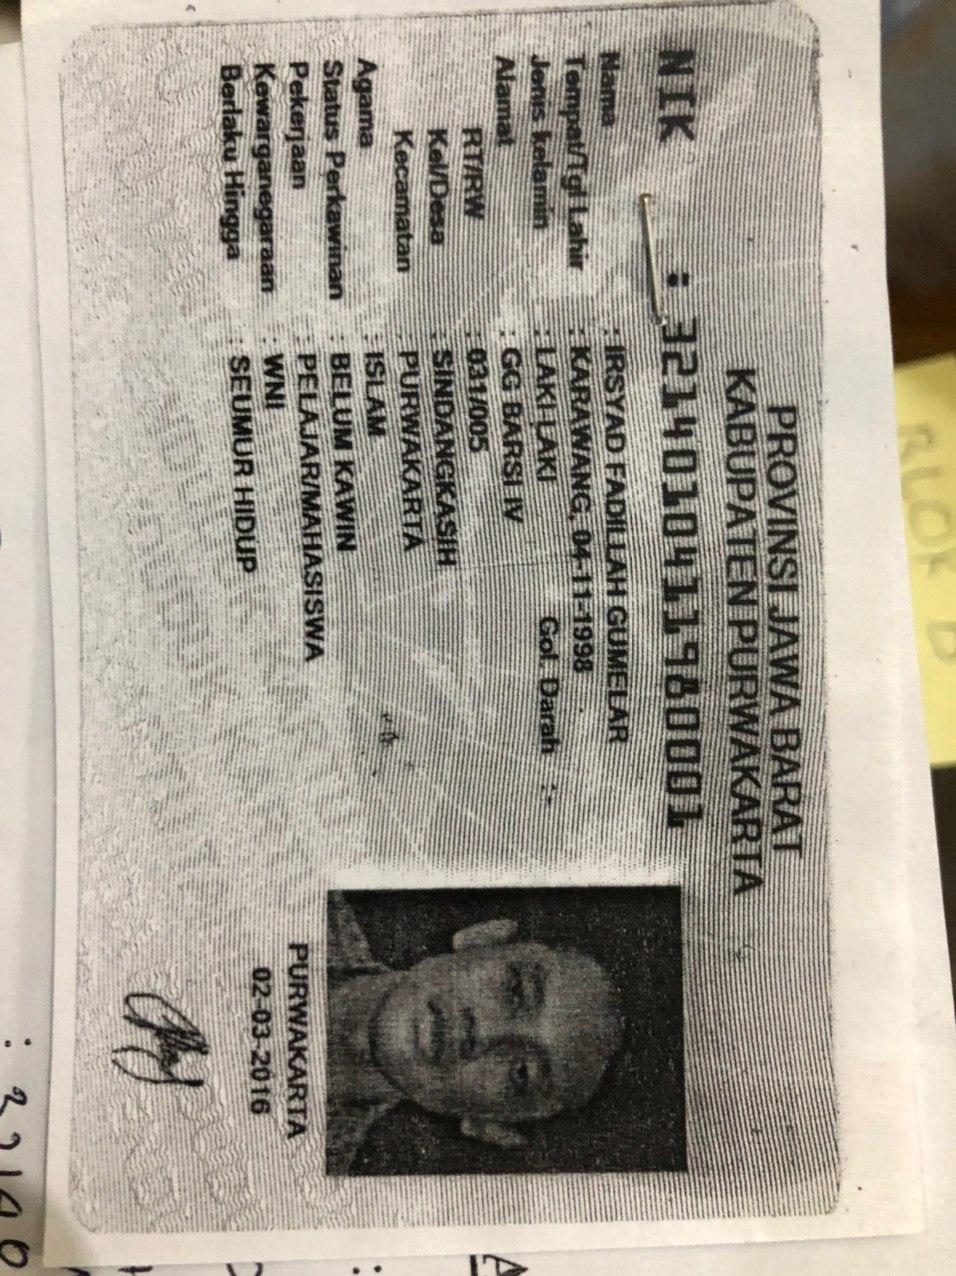 BLOK B
PROVINSI JAWA BARAT
KABUPATEN PURWAKARTA
NIK : 3214010411980001
Nama : IRSYAD FADILLAH GUMELAR
Tempat/Tgl Lahir : KARAWANG, 04-11-1998
Jenis kelamin : LAKI-LAKI Gol. Darah :-
Alamat : GG BARSI IV
RT/RW : 031/005
Kel/Desa : SINDANGKASIH
Kecamatan : PURWAKARTA
Agama : ISLAM
Status Perkawinan : BELUM KAWIN
Pekerjaan : PELAJAR/MAHASISWA
Kewarganegaraan : WNI
Berlaku Hingga : SEUMUR HIDUP
PURWAKARTA
02-03-2016